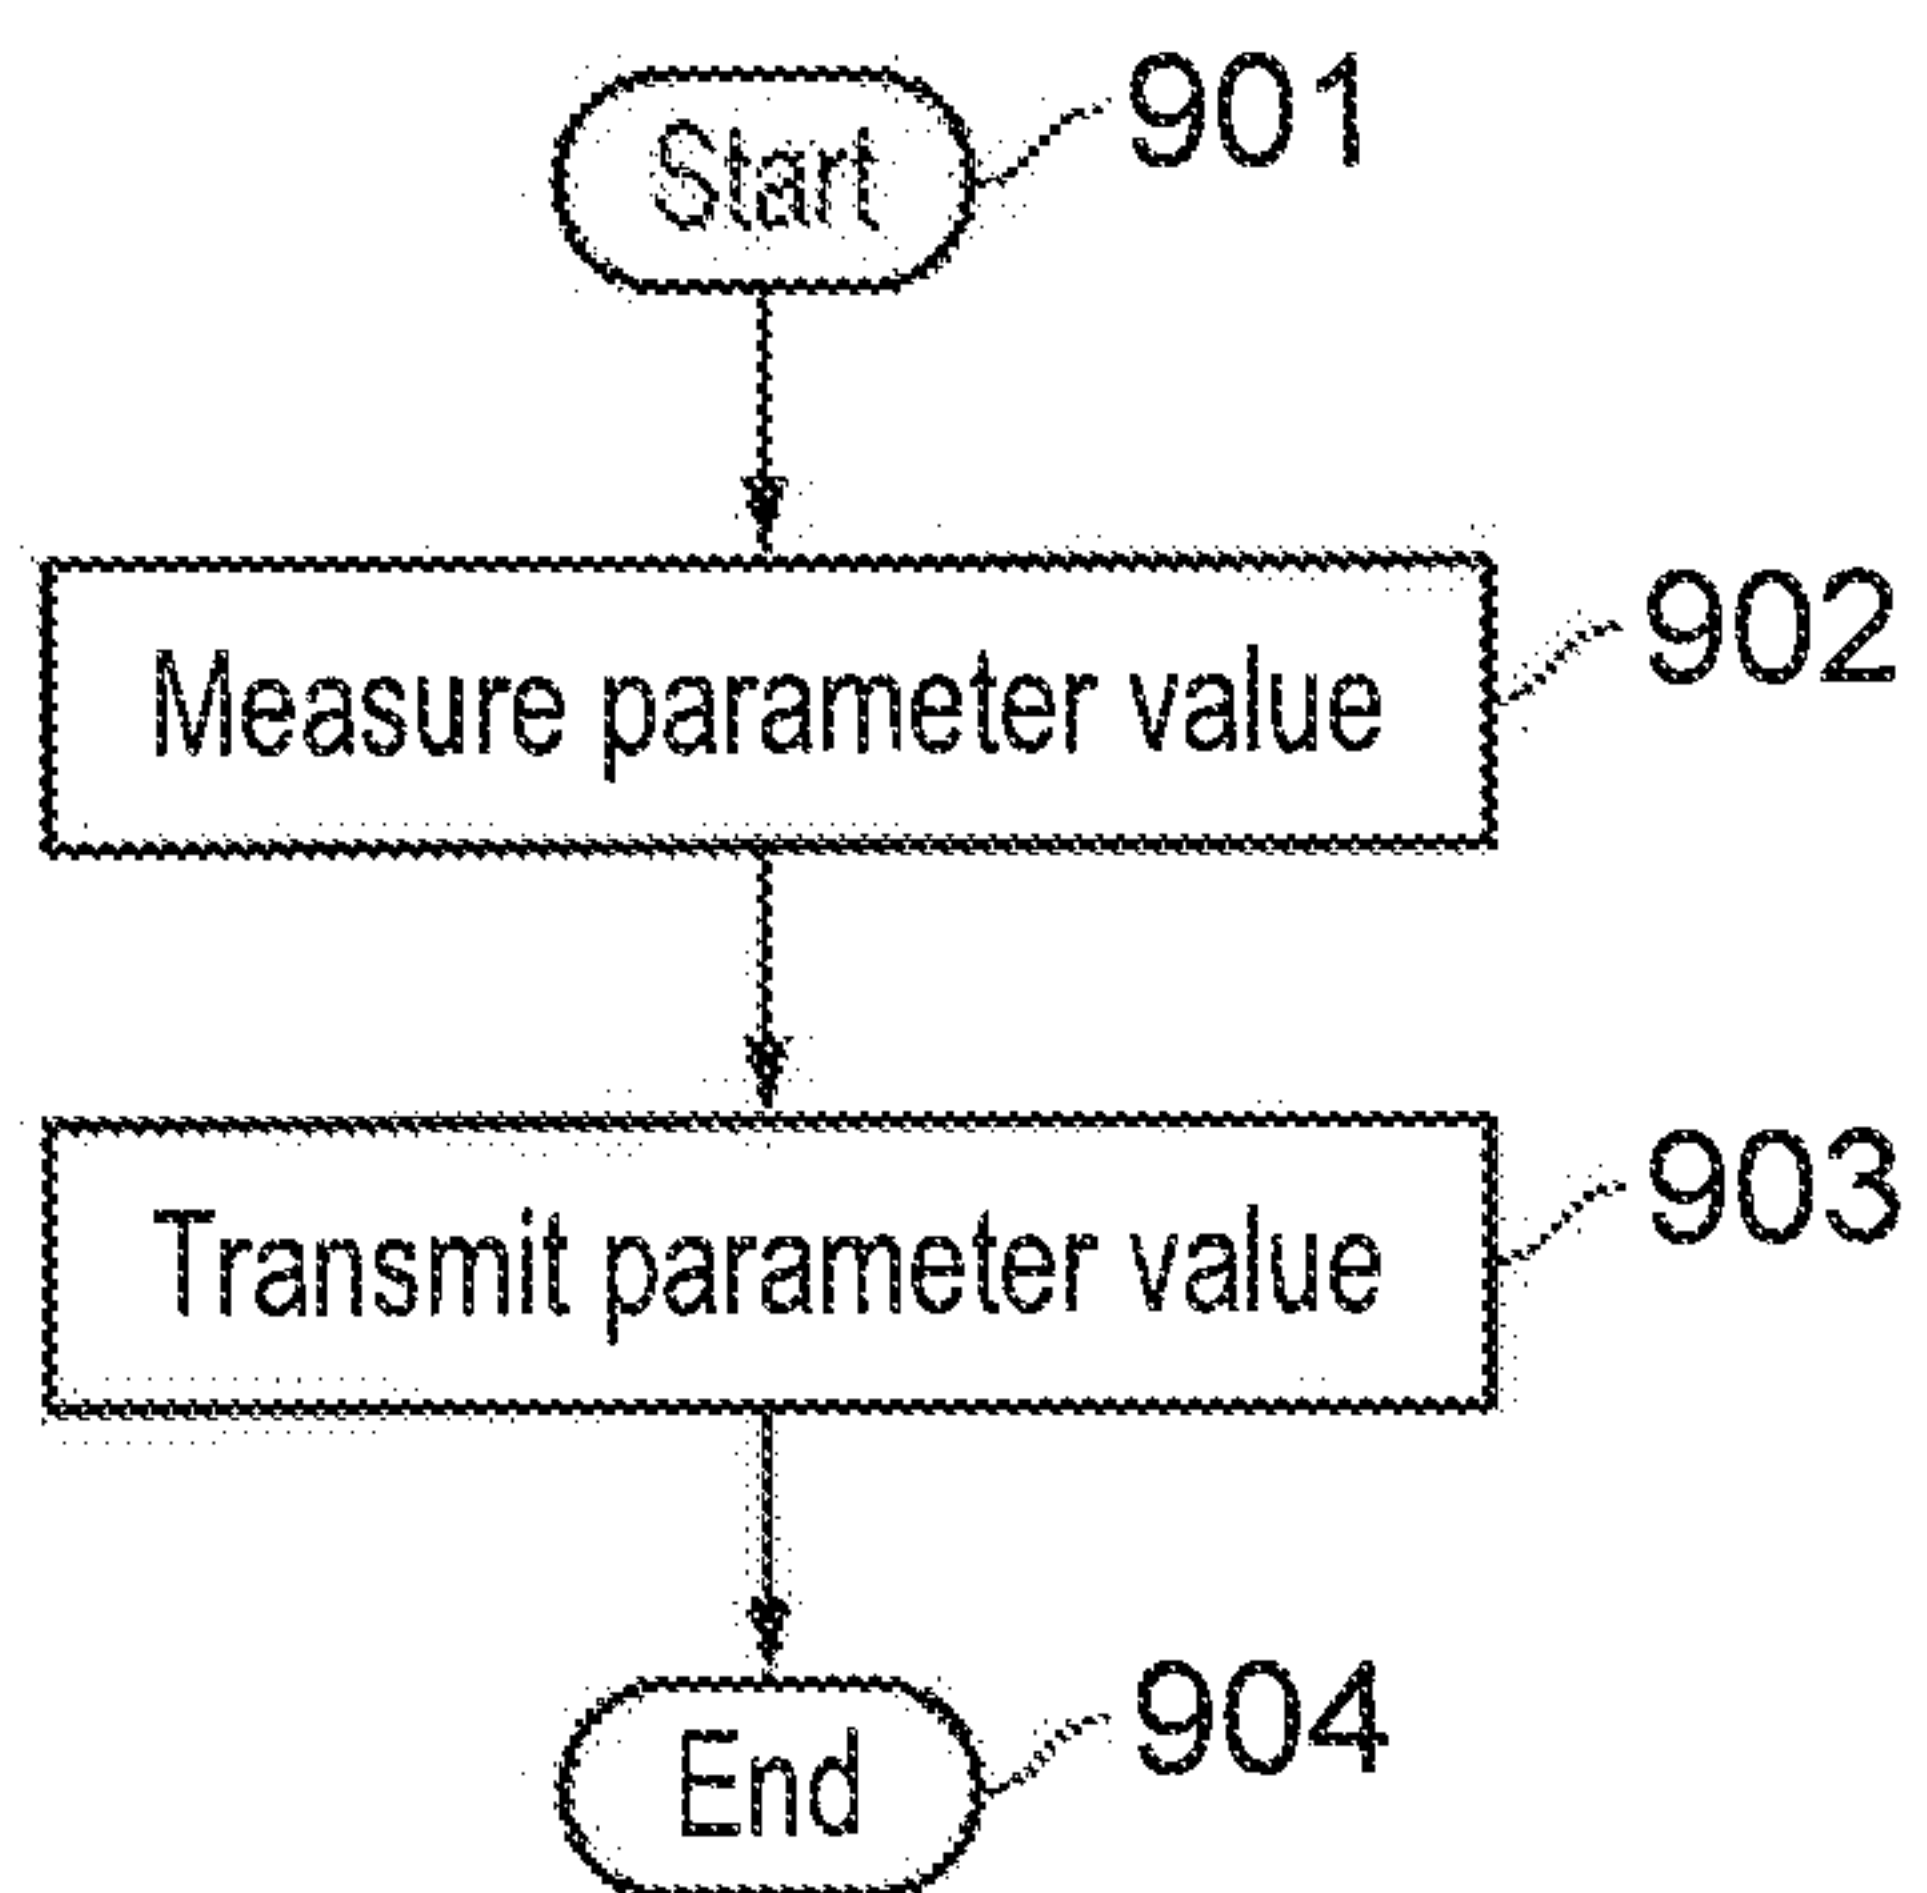 Start
901
Measure parameter value
902
Transmit parameter value
903
End
904